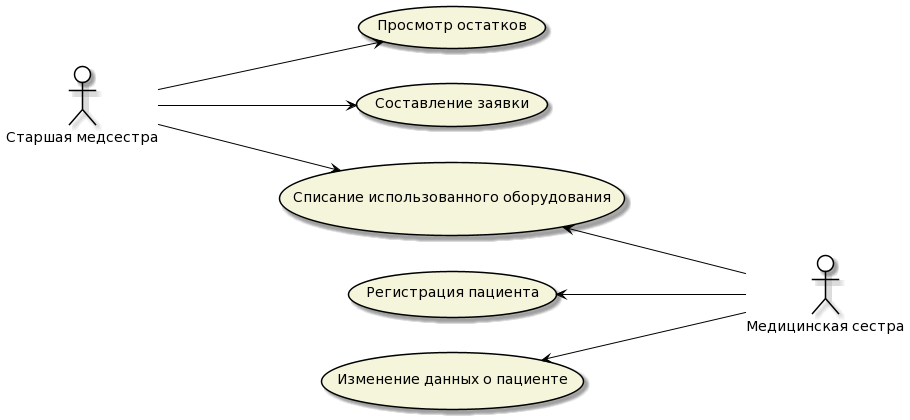 Просмотр остатков
Составление заявки
Старшая медсестра
Списание использованного оборудования
Регистрация пациента
Медицинская сестра
Изменение данных о пациенте